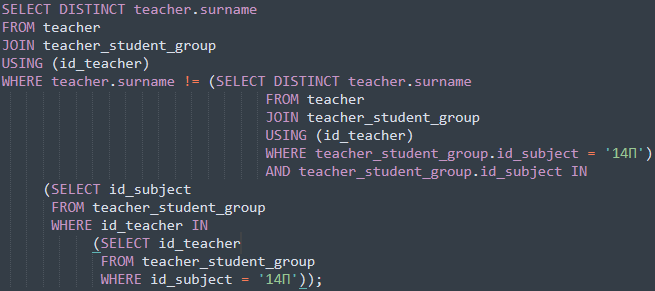 SELECT DISTINCT teacher.surname
FROM teacher
JOIN teacher_student_group
USING (id_teacher)
WHERE teacher.surname != (SELECT DISTINCT teacher.surname
FROM teacher
JOIN teacher_student_group
USING (id_teacher)
WHERE teacher_student_group.id_subject = '14П')
AND teacher_student_group.id_subject IN
(SELECT id_subject
FROM teacher_student_group
WHERE id_teacher IN
(SELECT id_teacher
FROM teacher_student_group
WHERE id_subject = '14П'));